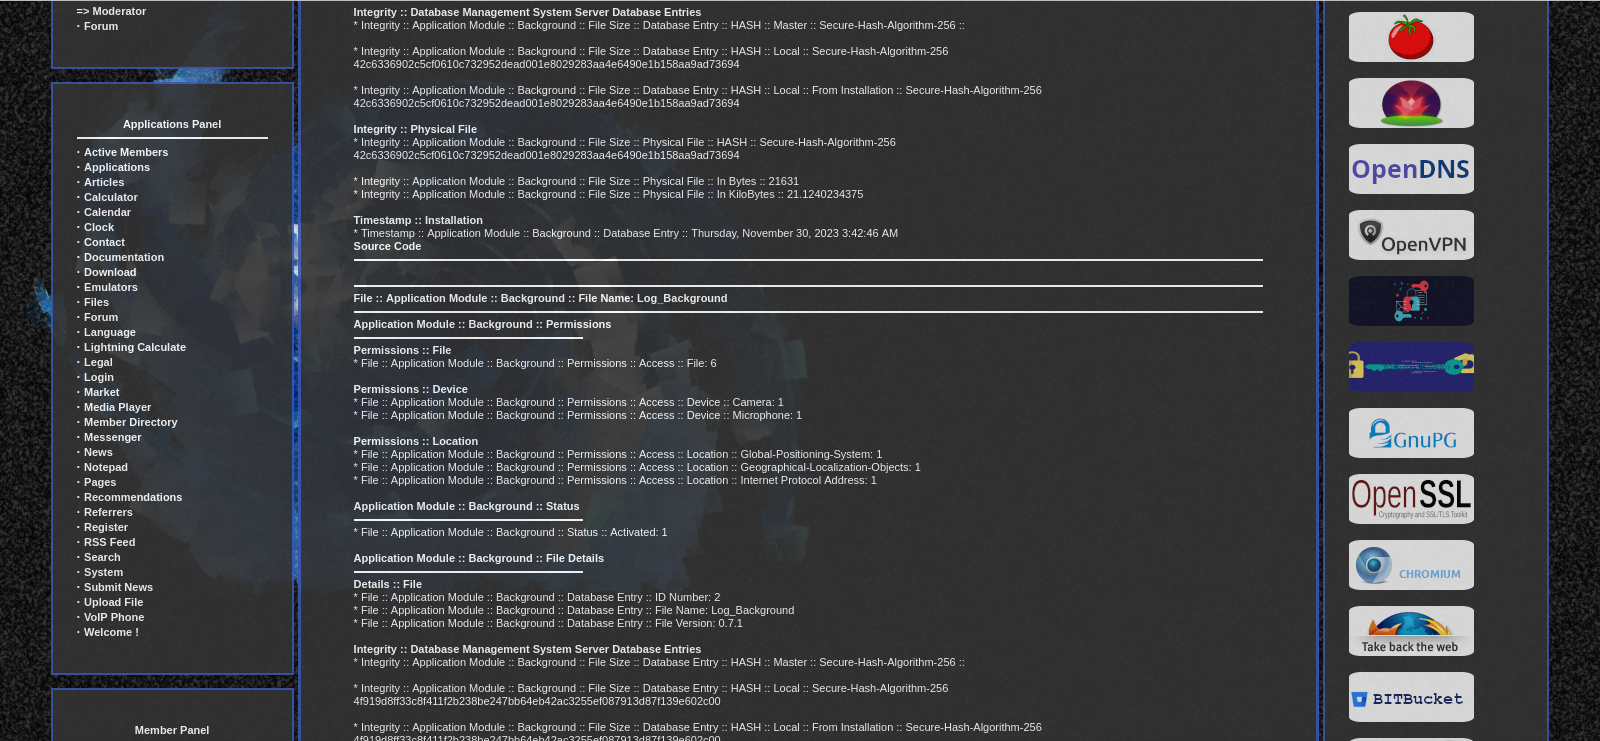 => Moderator
· Forum
Applications Panel
· Active Members
· Applications
· Articles
· Calculator
· Calendar
· Clock
· Contact
· Documentation
· Download
· Emulators
· Files
· Forum
· Language
· Lightning Calculate
· Legal
· Login
· Market
· Media Player
· Member Directory
· Messenger
· News
· Notepad
· Pages
· Recommendations
· Referrers
· Register
· RSS Feed
· Search
· System
· Submit News
· Upload File
· VoIP Phone
· Welcome !
Member Panel
Integrity :: Database Management System Server Database Entries
* Integrity :: Application Module :: Background :: File Size :: Database Entry :: HASH :: Master :: Secure-Hash-Algorithm-256 ::
* Integrity :: Application Module :: Background :: File Size :: Database Entry :: HASH :: Local :: Secure-Hash-Algorithm-256
42c6336902c5cf0610c732952dead001e8029283aa4e6490e1b158aa9ad73694
* Integrity :: Application Module :: Background :: File Size :: Database Entry :: HASH :: Local :: From Installation :: Secure-Hash-Algorithm-256
42c6336902c5cf0610c732952dead001e8029283aa4e6490e1b158aa9ad73694
Integrity :: Physical File
* Integrity :: Application Module :: Background :: File Size :: Physical File :: HASH :: Secure-Hash-Algorithm-256
42c6336902c5cf0610c732952dead001e8029283aa4e6490e1b158aa9ad73694
* Integrity :: Application Module :: Background :: File Size :: Physical File :: In Bytes :: 21631
* Integrity :: Application Module :: Background :: File Size :: Physical File :: In KiloBytes :: 21.1240234375
Timestamp :: Installation
* Timestamp :: Application Module :: Background :: Database Entry :: Thursday, November 30, 2023 3:42:46 AM
Source Code
File :: Application Module :: Background :: File Name: Log_Background
Application Module :: Background :: Permissions
Permissions :: File
* File :: Application Module :: Background :: Permissions :: Access :: File: 6
Permissions :: Device
* File :: Application Module :: Background :: Permissions :: Access :: Device :: Camera: 1
* File :: Application Module :: Background :: Permissions :: Access :: Device :: Microphone: 1
Permissions :: Location
* File :: Application Module :: Background :: Permissions :: Access :: Location :: Global-Positioning-System: 1
* File :: Application Module :: Background :: Permissions :: Access :: Location :: Geographical-Localization-Objects: 1
* File :: Application Module :: Background :: Permissions :: Access :: Location :: Internet Protocol Address: 1
Application Module :: Background :: Status
* File :: Application Module :: Background :: Status :: Activated: 1
Application Module :: Background :: File Details
Details :: File
* File :: Application Module :: Background :: Database Entry :: ID Number: 2
* File :: Application Module :: Background :: Database Entry :: File Name: Log_Background
* File :: Application Module :: Background :: Database Entry :: File Version: 0.7.1
Integrity :: Database Management System Server Database Entries
* Integrity :: Application Module :: Background :: File Size :: Database Entry :: HASH :: Master :: Secure-Hash-Algorithm-256 ::
* Integrity :: Application Module :: Background :: File Size :: Database Entry :: HASH :: Local :: Secure-Hash-Algorithm-256
4f919d8ff33c8f411f2b238be247bb64eb42ac3255ef087913d87f139e602c00
* Integrity :: Application Module :: Background :: File Size :: Database Entry :: HASH :: Local :: From Installation :: Secure-Hash-Algorithm-256
4f919d8ff33c8f411f2b238be247bb64eb42ac3255ef087913d87f139e602c00
OpenDNS
OpenVPN
GnuPG
OpenSSL
Cryptography and SSL/TLS Toolkit
CHROMIUM
Take back the web
BITBucket